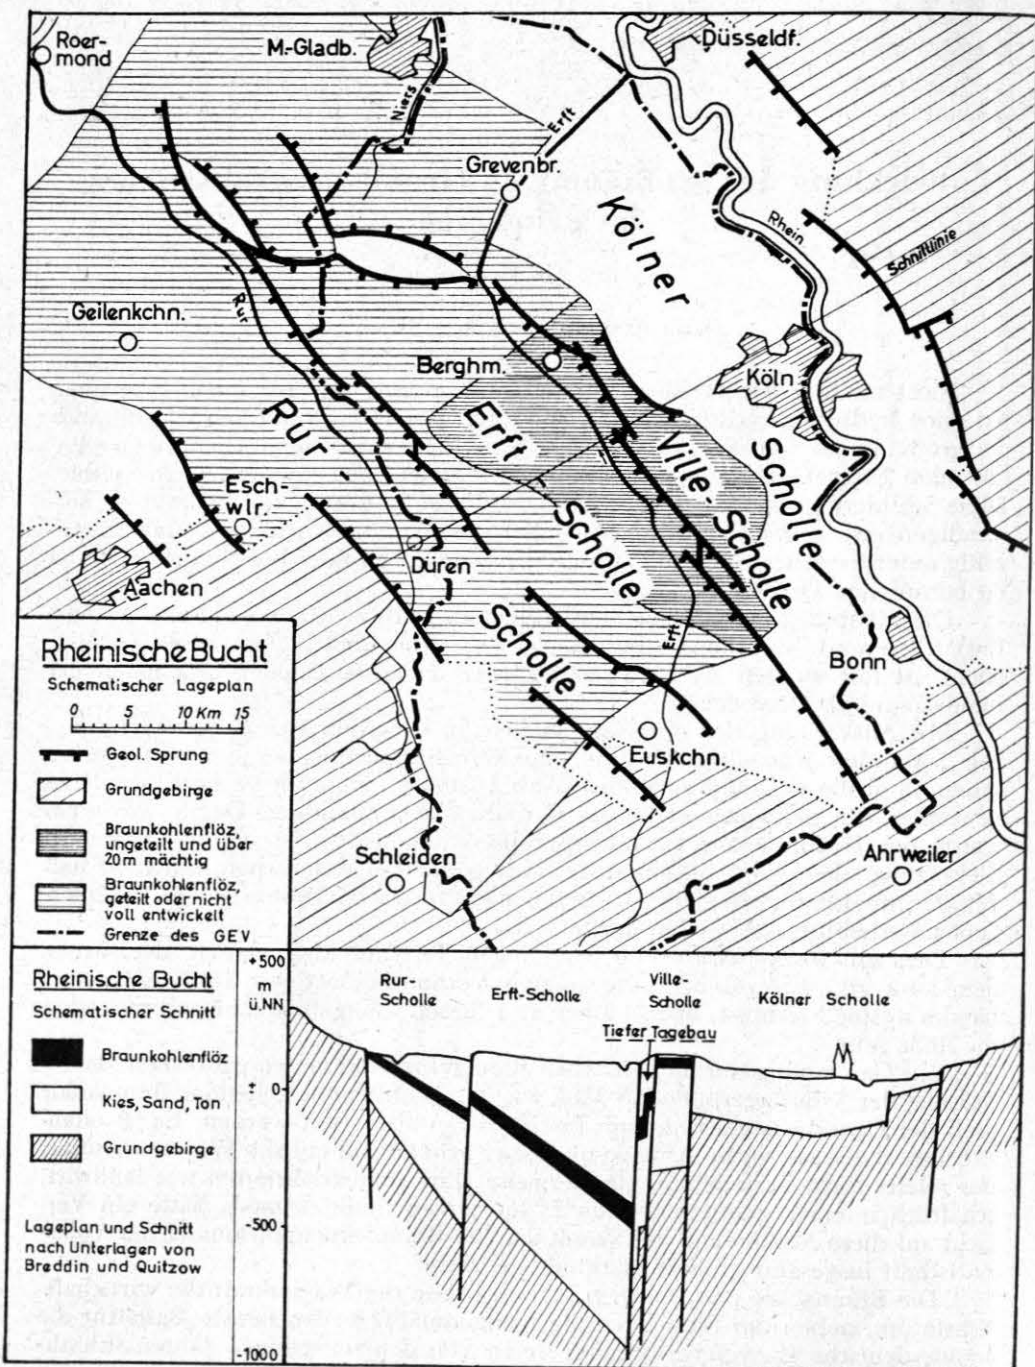 Roer-
mond
M.-Gladb.
Düsseldf.
Niers
Erft
Grevenbr.
Kölner
Rhein
Schnittlinie
Rur
Geilenkchn.
Berghm.
Köln
Rur -
Erft
Ville-
Scholle
Esch-
wlr.
Scholle
Scholle
Aachen
Düren
Scholle
Erft
Bonn
Euskchn.
Schleiden
Ahrweiler
Rheinische Bucht
Schematischer Lageplan
0 5 10 Km 15
Geol. Sprung
Grundgebirge
Braunkohlenflöz,
ungeteilt und über
20m mächtig
Braunkohlenflöz,
geteilt oder nicht
voll entwickelt
Grenze des GEV
Rheinische Bucht
Schematischer Schnitt
Braunkohlenflöz
Kies, Sand, Ton
Grundgebirge
Lageplan und Schnitt
nach Unterlagen von
Breddin und Quitzow
+500
m
ü.NN
± 0
-500
-1000
Rur-
Scholle
Erft-Scholle
Ville-
Scholle
Kölner Scholle
Tiefer Tagebau